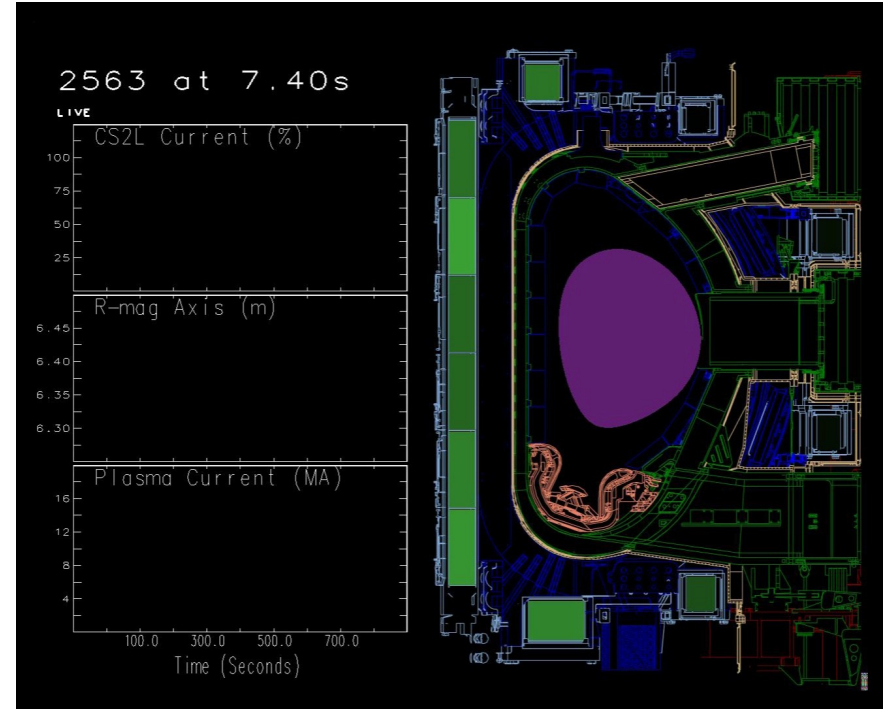 2563 at 7.40s
LIVE
CS2L Current (%)
100
75
50
25
R-mag Axis (m)
6.45
6.40
6.35
6.30
Plasma Current (MA)
16
12
8
4
100.0 300.0 500.0 700.0
Time (Seconds)